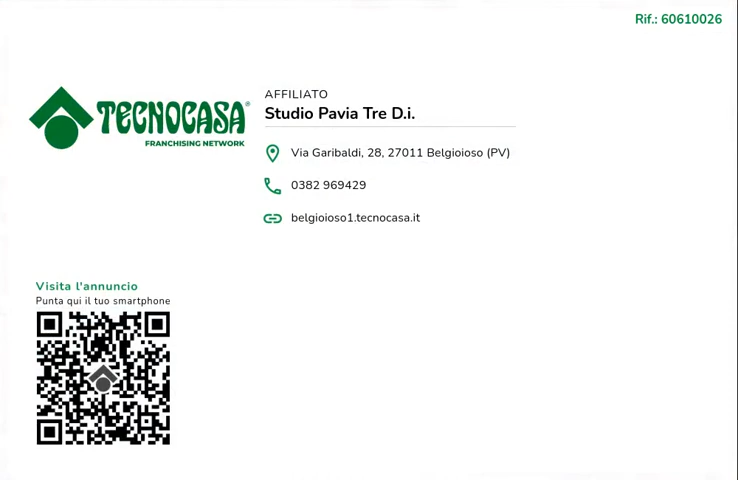 Rif.: 60610026
TECNOCASA®
FRANCHISING NETWORK
AFFILIATO
Studio Pavia Tre D.i.
Via Garibaldi, 28, 27011 Belgioioso (PV)
0382 969429
belgioioso1.tecnocasa.it
Visita l'annuncio
Punta qui il tuo smartphone